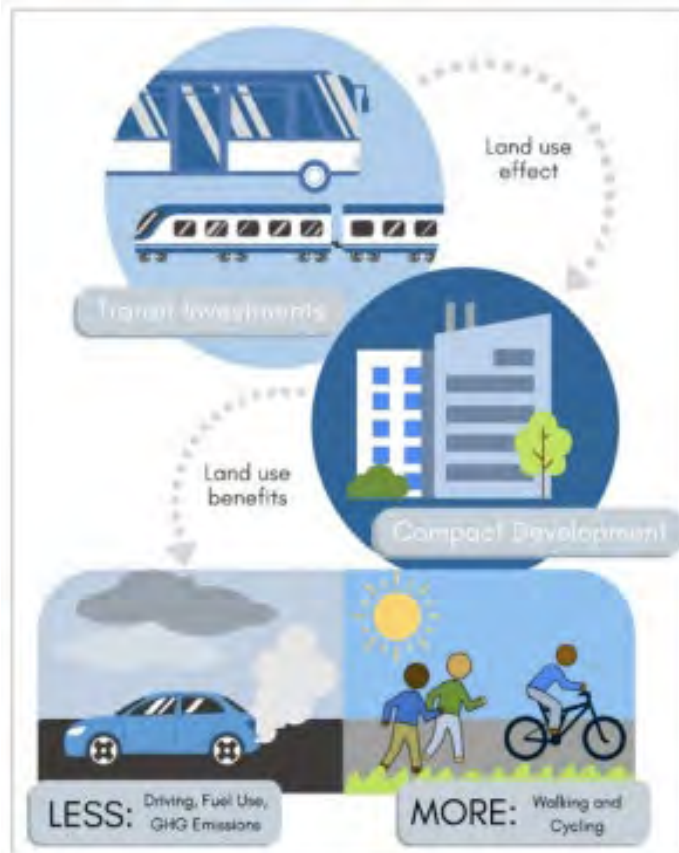 Land use
effect
Transit Investments
Land use
benefits
Compact Development
LESS: Driving, Fuel Use,
GHG Emissions
MORE: Walking and
Cycling